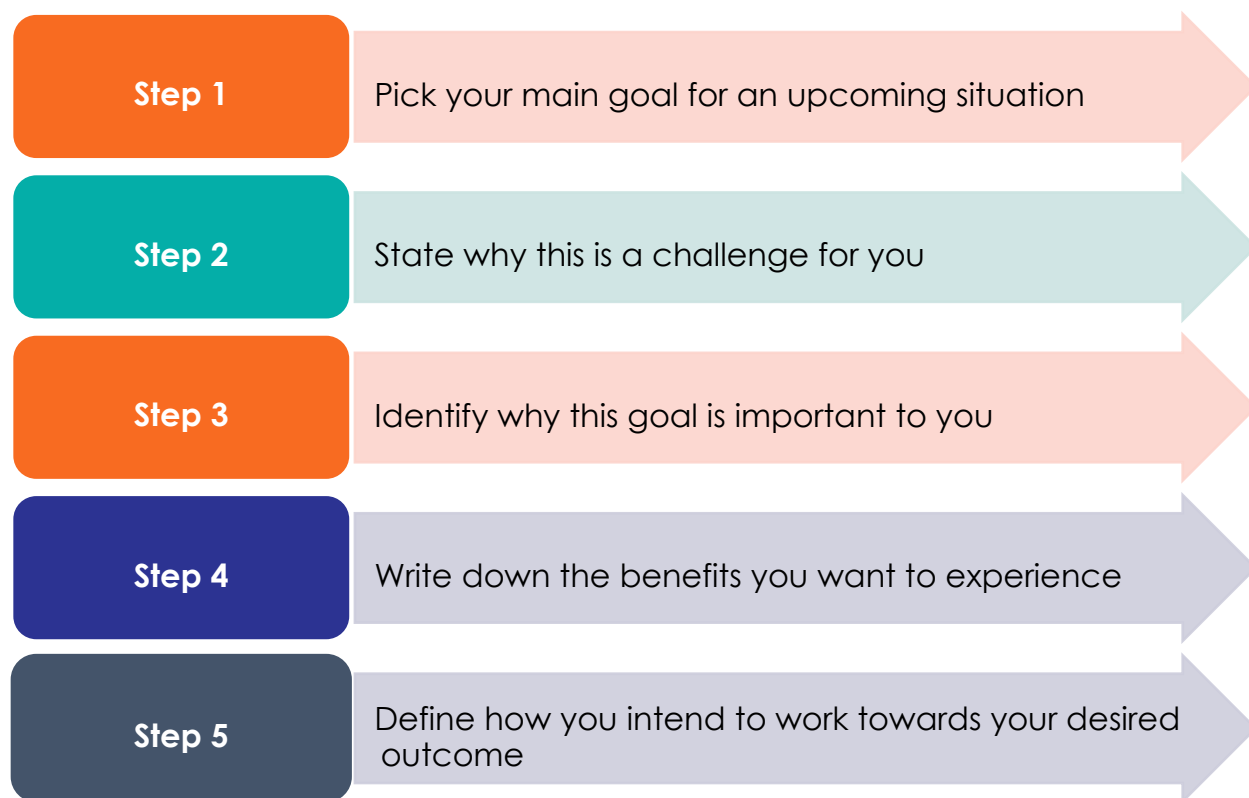 Step 1
Pick your main goal for an upcoming situation
Step 2
State why this is a challenge for you
Step 3
Identify why this goal is important to you
Step 4
Write down the benefits you want to experience
Step 5
Define how you intend to work towards your desired
outcome